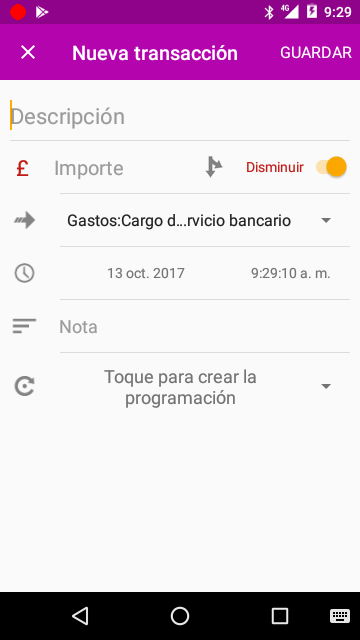 4G 9:29
Nueva transacción GUARDAR
Descripción
£ Importe Disminuir
Gastos:Cargo d...rvicio bancario
13 oct. 2017 9:29:10 a. m.
Nota
Toque para crear la
programación